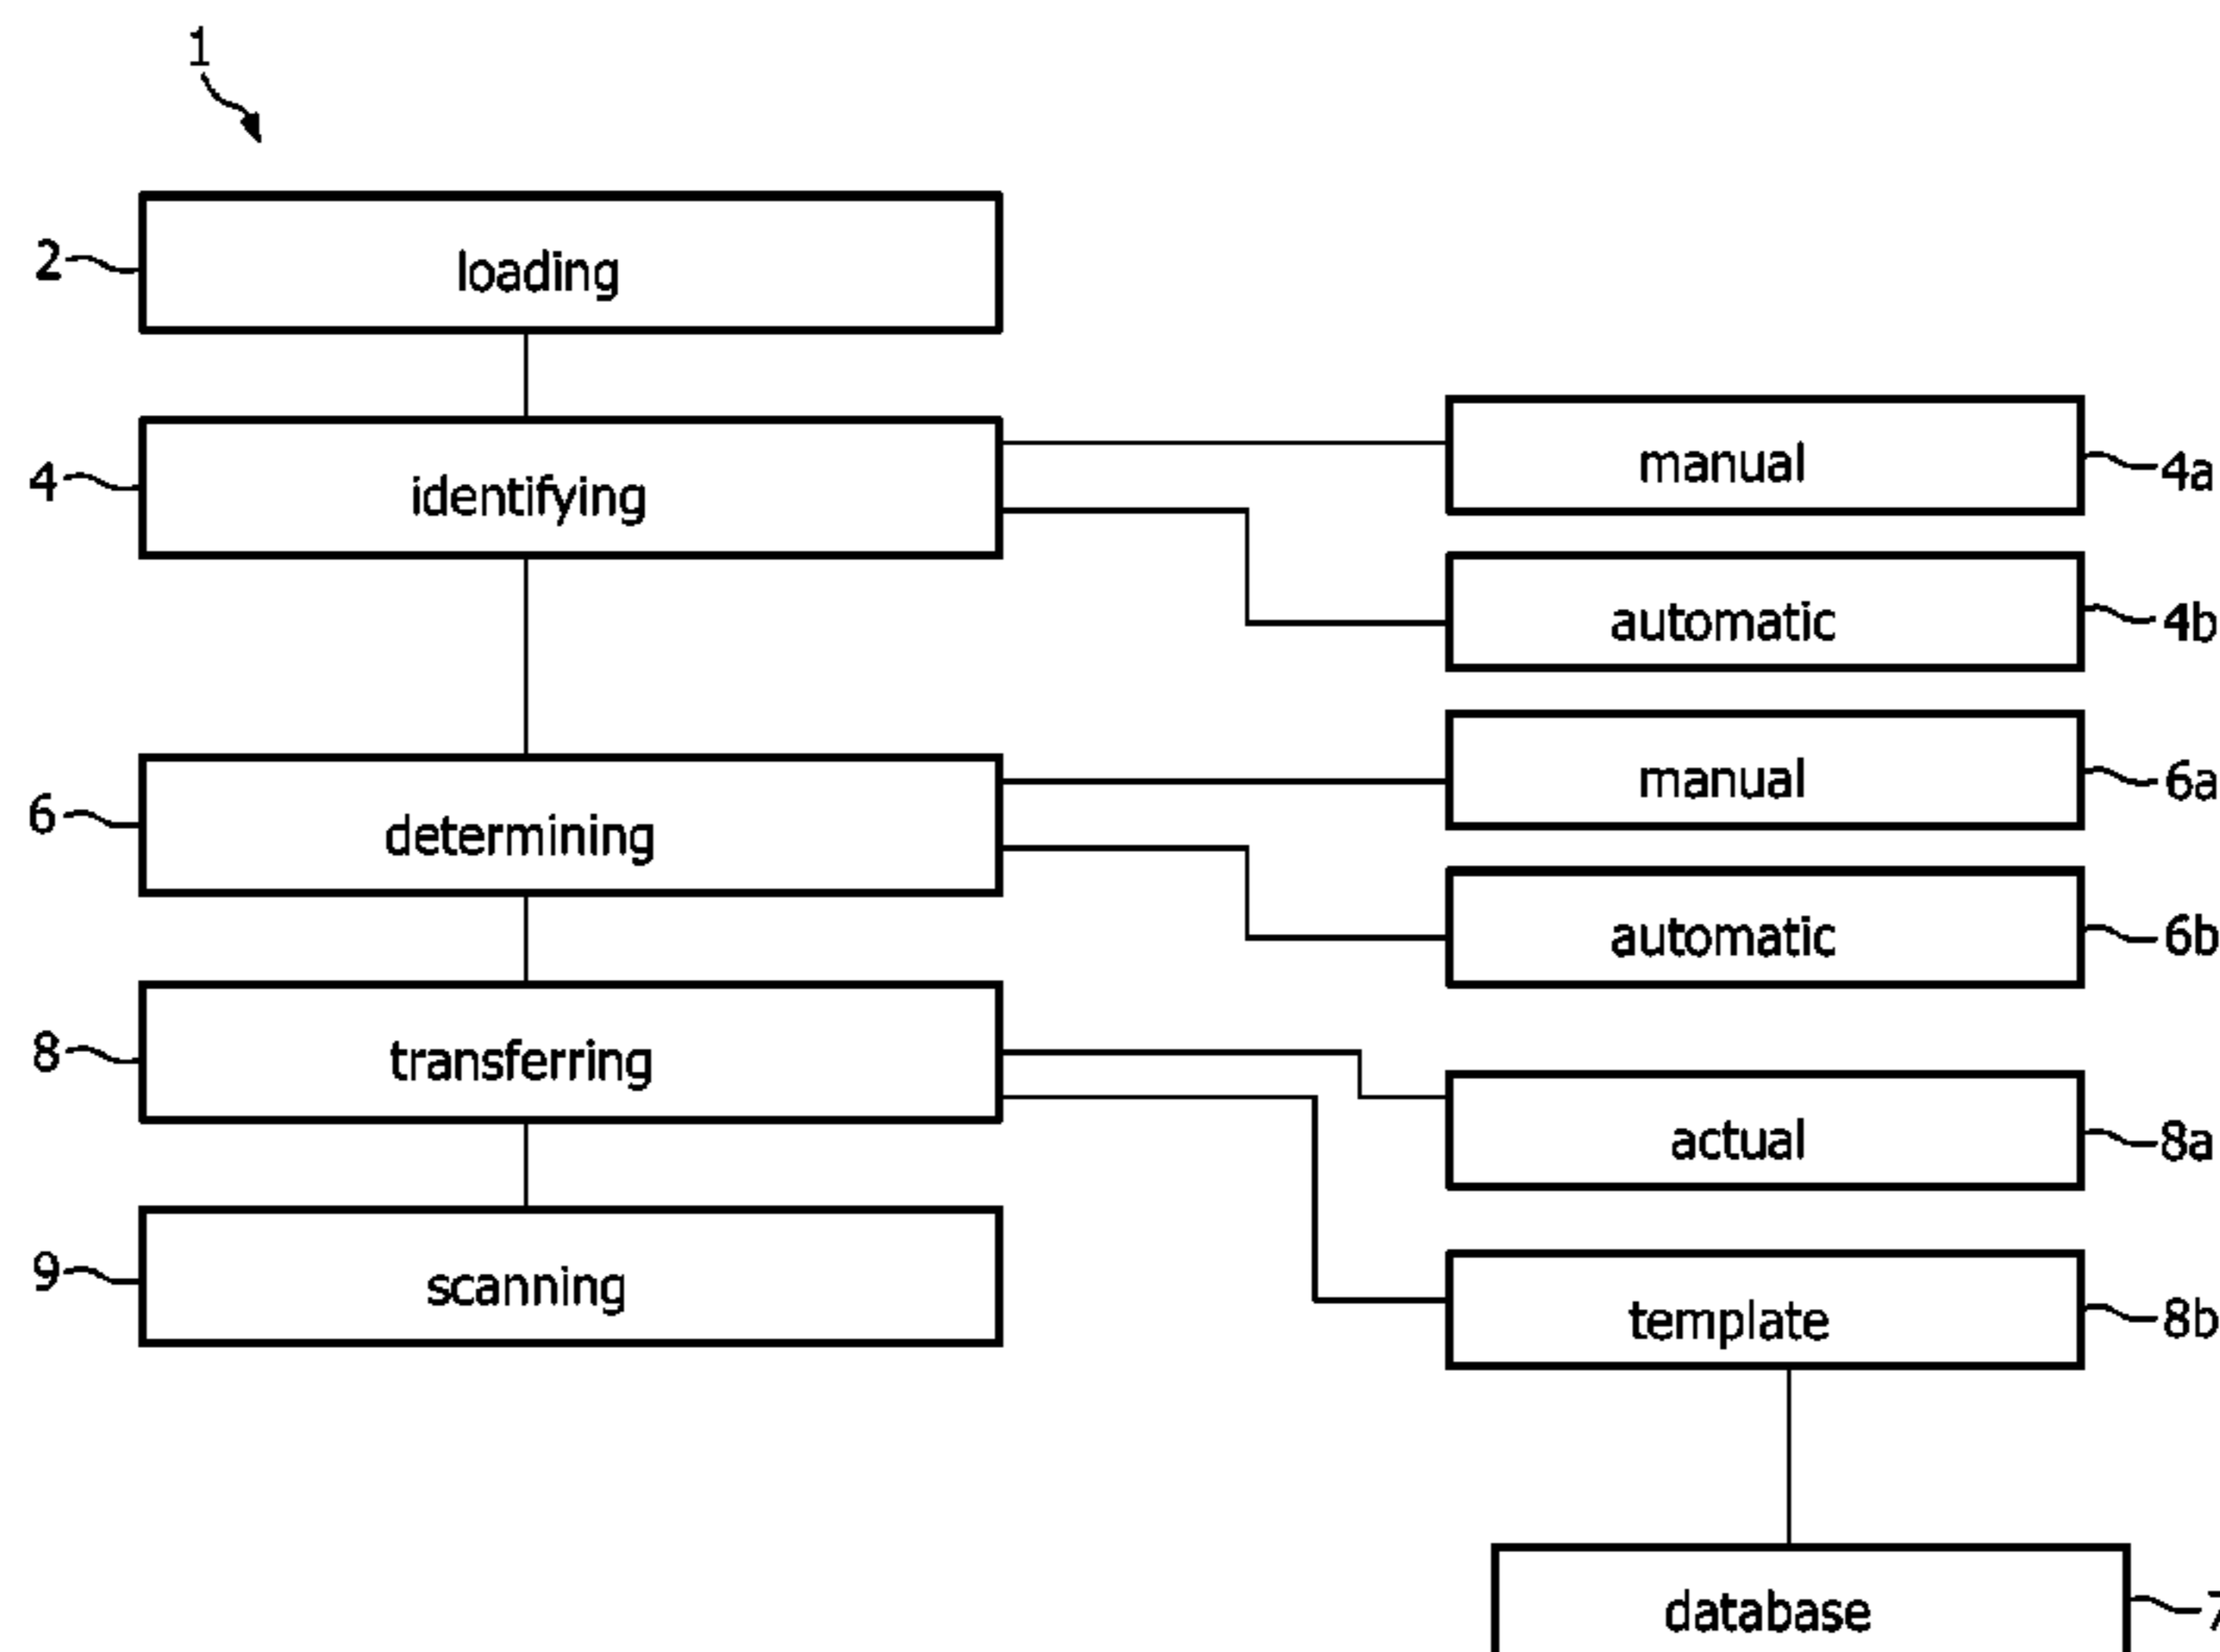 1
2
loading
4
identifying
manual
4a
automatic
4b
6
determining
manual
6a
automatic
6b
8
transferring
actual
8a
9
scanning
template
8b
database
7